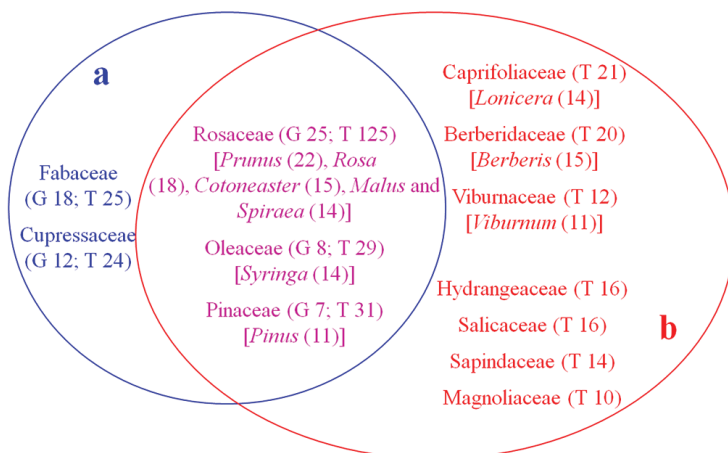 a
Fabaceae
(G 18; T 25)
Cupressaceae
(G 12; T 24)
Rosaceae (G 25; T 125)
[Prunus (22), Rosa
(18), Cotoneaster (15), Malus and
Spiraea (14)]
Oleaceae (G 8; T 29)
[Syringa (14)]
Pinaceae (G 7; T 31)
[Pinus (11)]
Caprifoliaceae (T 21)
[Lonicera (14)]
Berberidaceae (T 20)
[Berberis (15)]
Viburnaceae (T 12)
[Viburnum (11)]
Hydrangeaceae (T 16)
Salicaceae (T 16)
Sapindaceae (T 14)
Magnoliaceae (T 10)
b